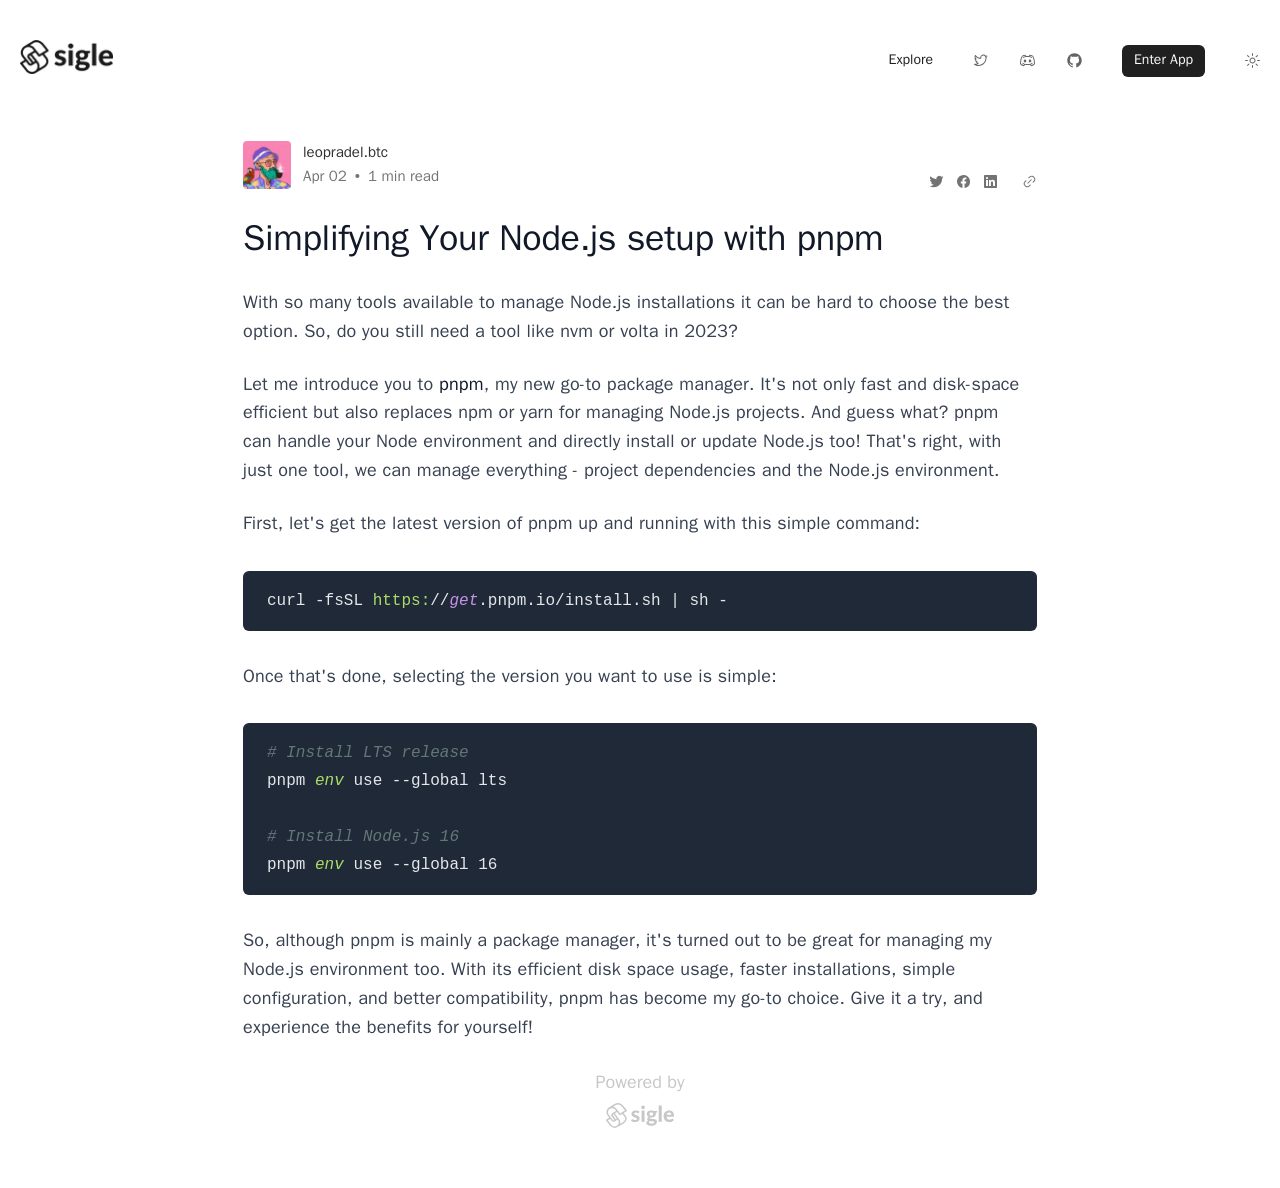 sigle
Explore
Enter App
leopradel.btc
Apr 02 • 1 min read
Simplifying Your Node.js setup with pnpm
With so many tools available to manage Node.js installations it can be hard to choose the best
option. So, do you still need a tool like nvm or volta in 2023?
Let me introduce you to pnpm, my new go-to package manager. It's not only fast and disk-space
efficient but also replaces npm or yarn for managing Node.js projects. And guess what? pnpm
can handle your Node environment and directly install or update Node.js too! That's right, with
just one tool, we can manage everything - project dependencies and the Node.js environment.
First, let's get the latest version of pnpm up and running with this simple command:
curl -fsSL https://get.pnpm.io/install.sh | sh -
Once that's done, selecting the version you want to use is simple:
# Install LTS release
pnpm env use --global lts
# Install Node.js 16
pnpm env use --global 16
So, although pnpm is mainly a package manager, it's turned out to be great for managing my
Node.js environment too. With its efficient disk space usage, faster installations, simple
configuration, and better compatibility, pnpm has become my go-to choice. Give it a try, and
experience the benefits for yourself!
Powered by
sigle